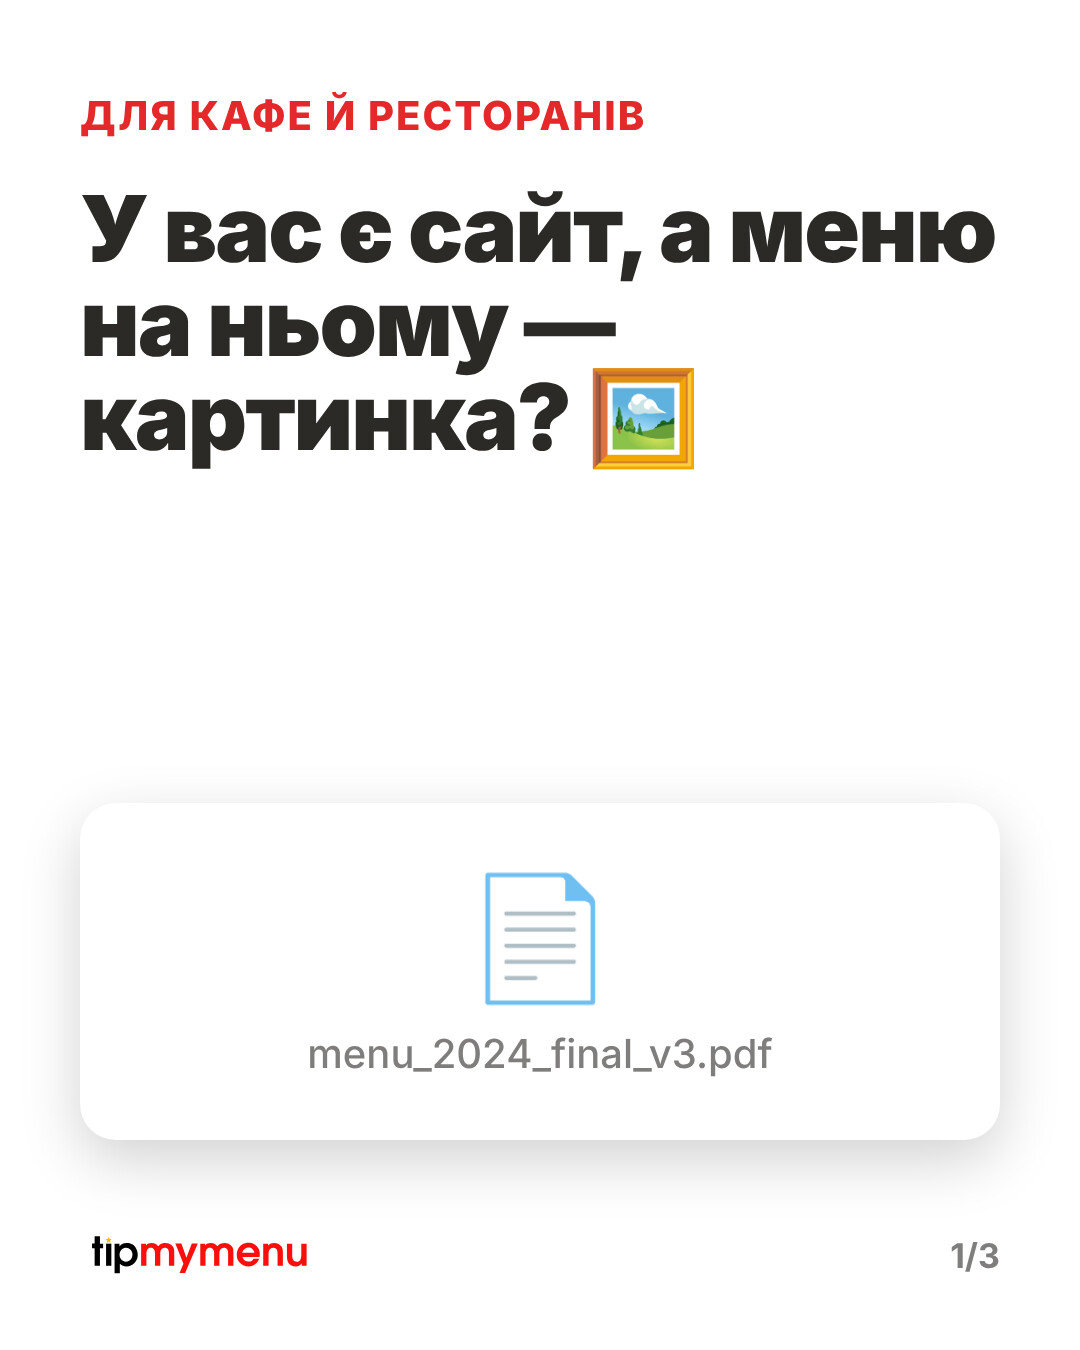 ДЛЯ КАФЕ Й РЕСТОРАНІВ
У вас є сайт, а меню
на ньому —
картинка?
menu_2024_final_v3.pdf
tipmymenu
1/3